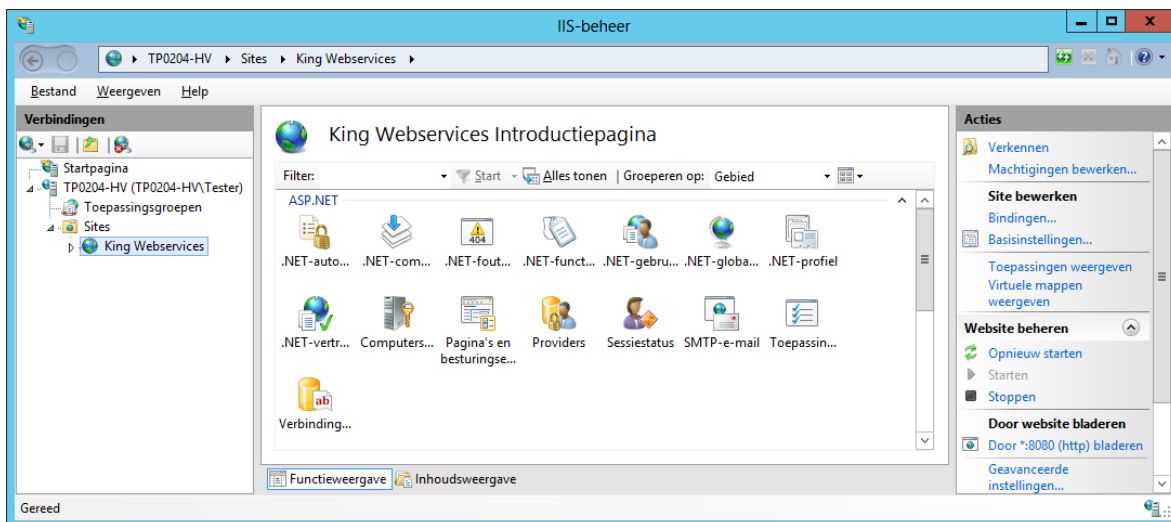 IIS-beheer
TP0204-HV Sites King Webservices
Bestand Weergeven Help
Verbindingen
Startpagina
TP0204-HV (TP0204-HV\Tester)
Toepassingsgroepen
Sites
King Webservices
King Webservices Introductiepagina
Filter: Start Alles tonen Groeperen op: Gebied
ASP.NET
404
.NET-auto... .NET-com... .NET-fout... .NET-funct... .NET-gebru... .NET-globa... .NET-profiel
.NET-vertr... Computers... Pagina's en besturingse... Providers Sessiestatus SMTP-e-mail Toepassin...
ab
Verbinding...
Functieweergave Inhoudsweergave
Acties
Verkennen
Machtigingen bewerken...
Site bewerken
Bindingen...
Basisinstellingen...
Toepassingen weergeven
Virtuele mappen
weergeven
Website beheren
Opnieuw starten
Starten
Stoppen
Door website bladeren
Door *:8080 (http) bladeren
Geavanceerde
instellingen...
Gereed